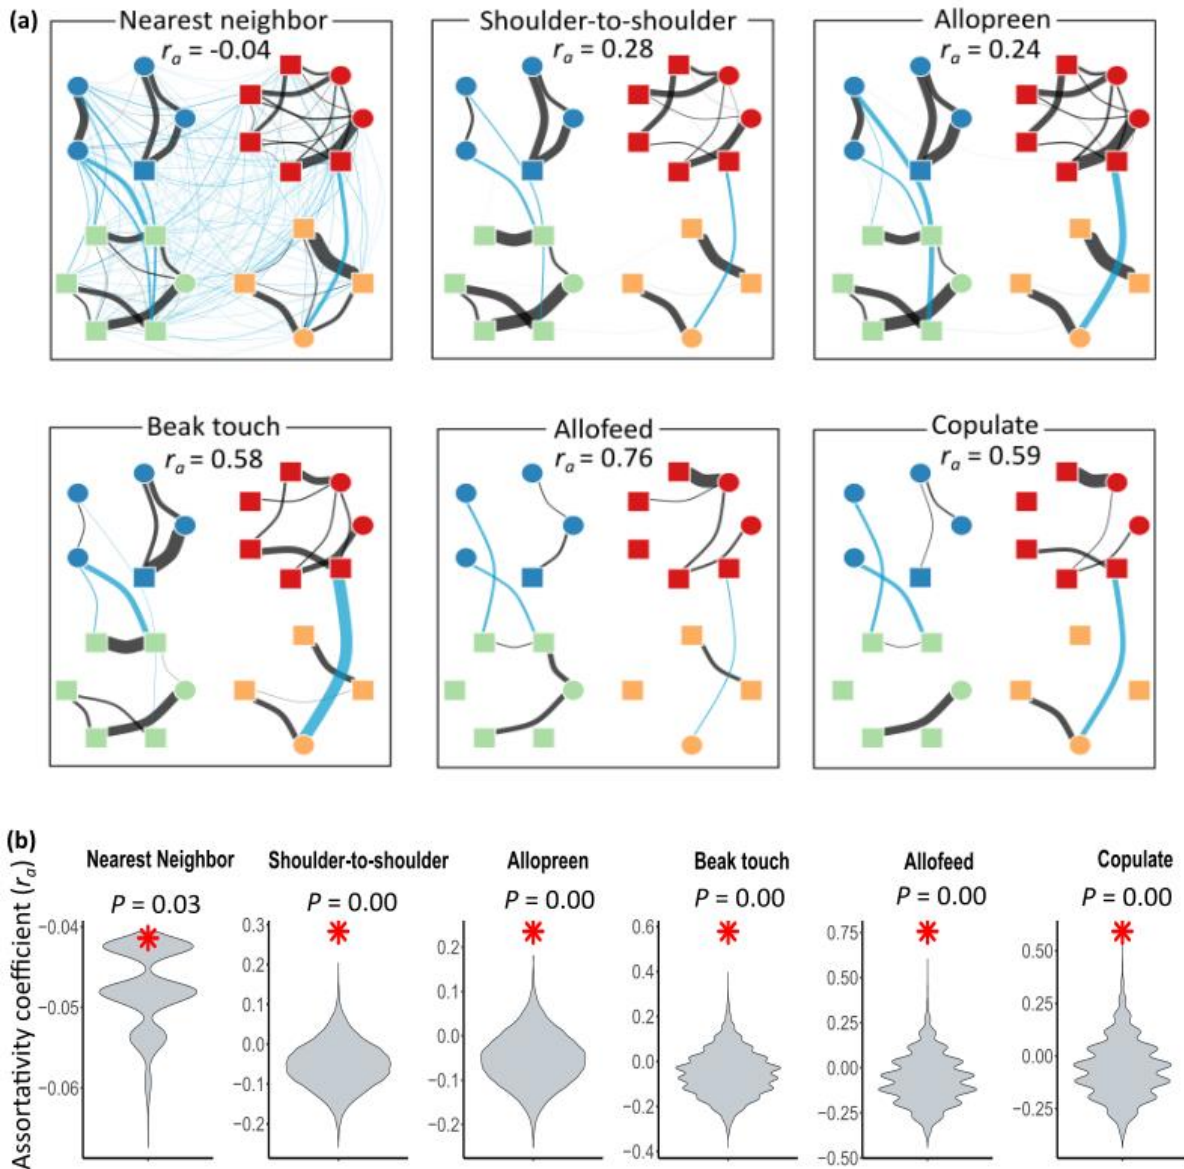 (a)
Nearest neighbor
rₐ = -0.04
Shoulder-to-shoulder
rₐ = 0.28
Allopreen
rₐ = 0.24
Beak touch
rₐ = 0.58
Allofeed
rₐ = 0.76
Copulate
rₐ = 0.59
(b)
Assortativity coefficient (rₐ)
Nearest Neighbor
P = 0.03
−0.04
−0.05
−0.06
Shoulder-to-shoulder
P = 0.00
0.3
0.2
0.1
0.0
−0.1
−0.2
Allopreen
P = 0.00
0.2
0.1
0.0
−0.1
−0.2
Beak touch
P = 0.00
0.6
0.4
0.2
0.0
−0.2
−0.4
Allofeed
P = 0.00
0.75
0.50
0.25
0.00
−0.25
−0.50
Copulate
P = 0.00
0.50
0.25
0.00
−0.25